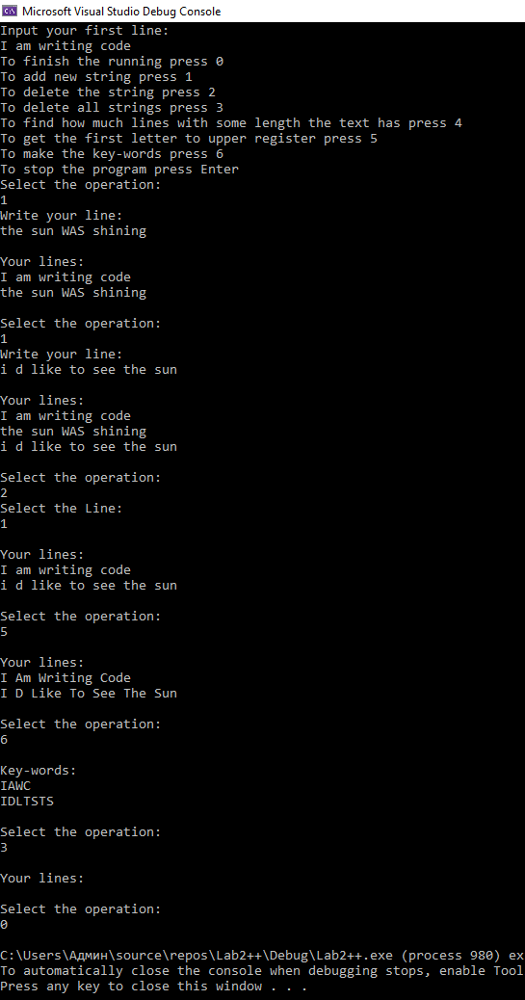 C:\ Microsoft Visual Studio Debug Console
Input your first line:
I am writing code
To finish the running press 0
To add new string press 1
To delete the string press 2
To delete all strings press 3
To find how much lines with some length the text has press 4
To get the first letter to upper register press 5
To make the key-words press 6
To stop the program press Enter
Select the operation:
1
Write your line:
the sun WAS shining
Your lines:
I am writing code
the sun WAS shining
Select the operation:
1
Write your line:
i d like to see the sun
Your lines:
I am writing code
the sun WAS shining
i d like to see the sun
Select the operation:
2
Select the Line:
1
Your lines:
I am writing code
i d like to see the sun
Select the operation:
5
Your lines:
I Am Writing Code
I D Like To See The Sun
Select the operation:
6
Key-words:
IAWC
IDLTSTS
Select the operation:
3
Your lines:
Select the operation:
0
C:\Users\Админ\source\repos\Lab2++\Debug\Lab2++.exe (process 980) ex
To automatically close the console when debugging stops, enable Tool
Press any key to close this window . . .